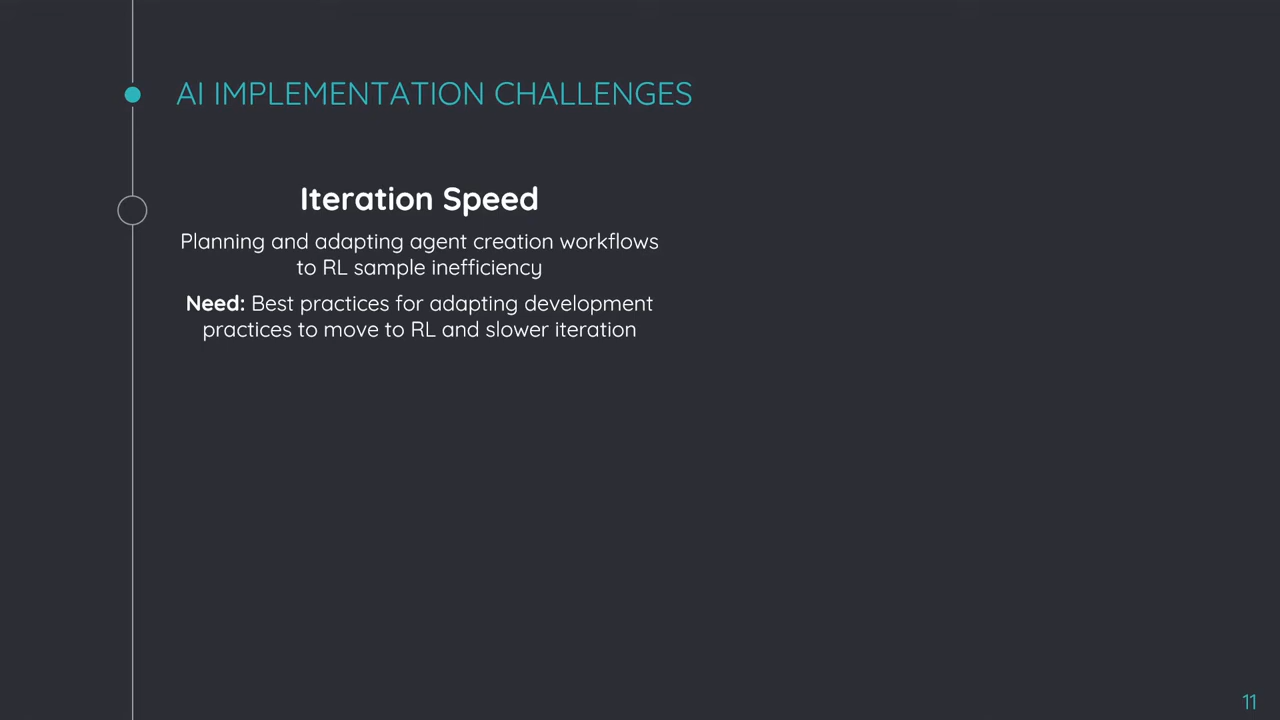 AI IMPLEMENTATION CHALLENGES
Iteration Speed
Planning and adapting agent creation workflows
to RL sample inefficiency
Need: Best practices for adapting development
practices to move to RL and slower iteration
11